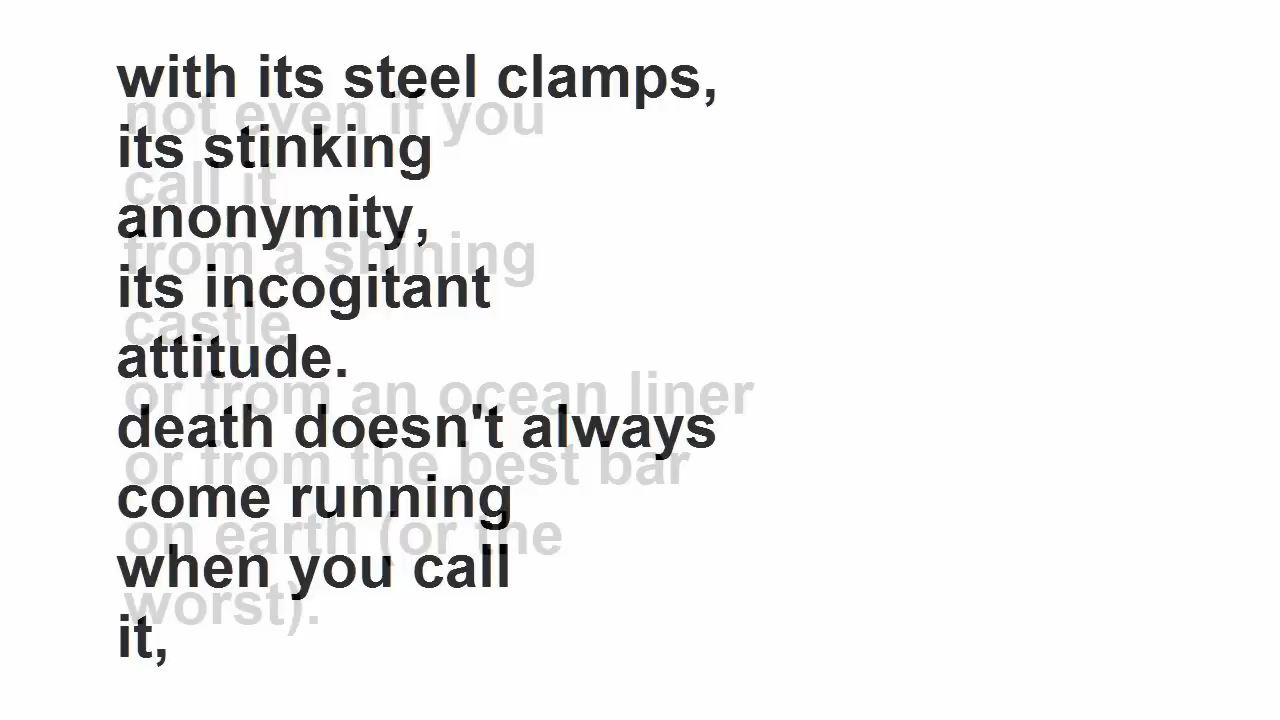 with its steel clamps,
its stinking
anonymity,
its incogitant
attitude.
death doesn't always
come running
when you call
it,
not even if you
call it
from a shining
castle
or from an ocean liner
or from the best bar
on earth (or the
worst).